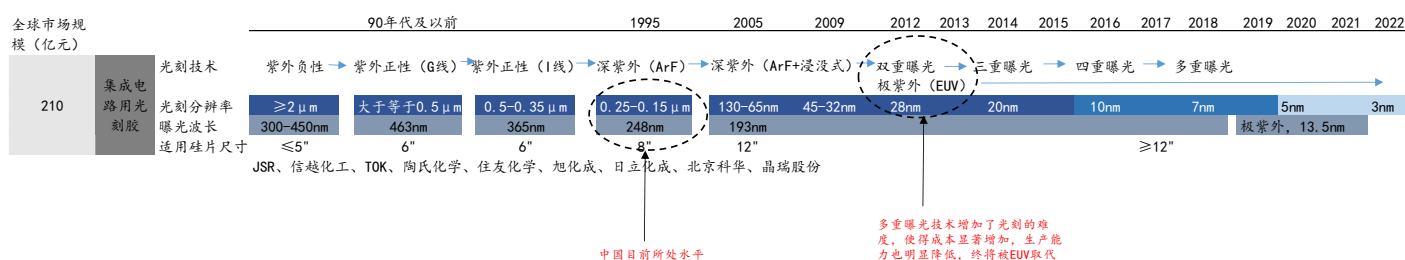 全球市场规
模（亿元）
90年代及以前 1995 2005 2009 2012 2013 2014 2015 2016 2017 2018 2019 2020 2021 2022
210
集成电
路用光
刻胶
光刻技术 紫外负性 紫外正性（G线） 紫外正性（I线） 深紫外（ArF） 深紫外（ArF+浸没式） 双重曝光 三重曝光 四重曝光 多重曝光
极紫外（EUV）
光刻分辨率 ≥2μm 大于等于0.5μm 0.5-0.35μm 0.25-0.15μm 130-65nm 45-32nm 28nm 20nm 10nm 7nm 5nm 3nm
曝光波长 300-450nm 463nm 365nm 248nm 193nm 极紫外，13.5nm
适用硅片尺寸 ≤5" 6" 6" 8" 12" ≥12"
JSR、信越化工、TOK、陶氏化学、住友化学、旭化成、日立化成、北京科华、晶瑞股份
中国目前所处水平
多重曝光技术增加了光刻的难
度，使得成本显著增加，生产能
力也明显降低，终将被EUV取代